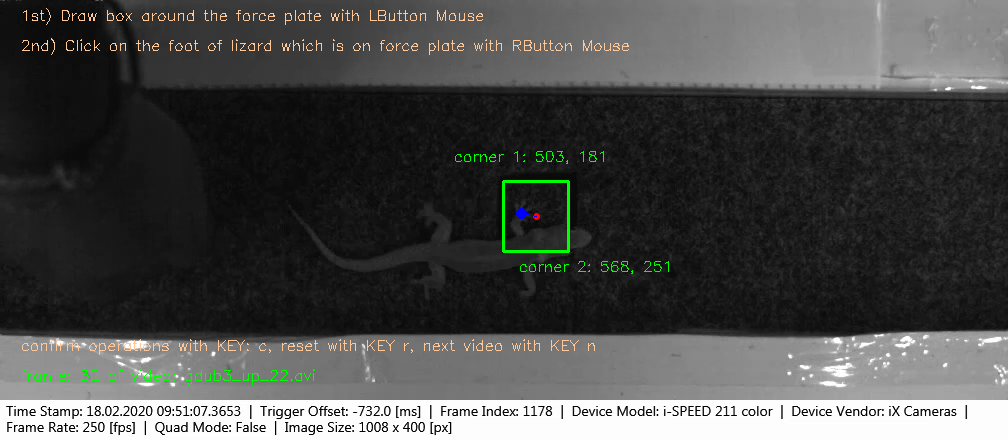 1st) Draw box around the force plate with LButton Mouse
2nd) Click on the foot of lizard which is on force plate with RButton Mouse
corner 1: 503, 181
corner 2: 568, 251
confirm operations with KEY: c, reset with KEY r, next video with KEY n
frame: 30 of video: gdub3_up_22.avi
Time Stamp: 18.02.2020 09:51:07.3653 | Trigger Offset: -732.0 [ms] | Frame Index: 1178 | Device Model: i-SPEED 211 color | Device Vendor: iX Cameras |
Frame Rate: 250 [fps] | Quad Mode: False | Image Size: 1008 x 400 [px]